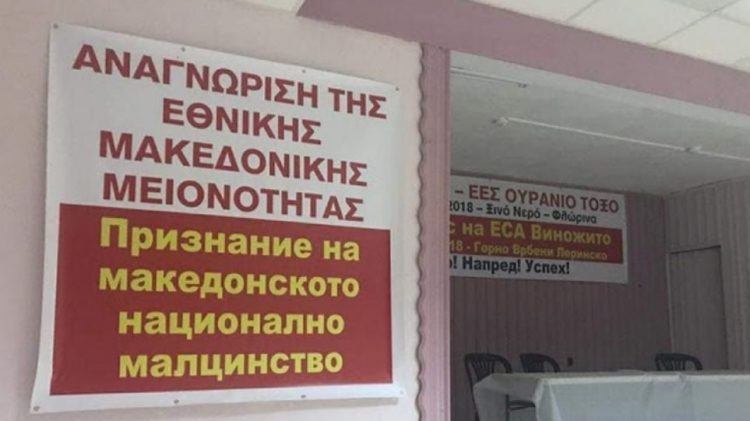 ΑΝΑΓΝΩΡΙΣΗ ΤΗΣ
ΕΘΝΙΚΗΣ
ΜΑΚΕΔΟΝΙΚΗΣ
ΜΕΙΟΝΟΤΗΤΑΣ
Признание на
македонското
национално
малцинство
– ΕΕΣ ΟΥΡΑΝΙΟ ΤΟΞΟ
2018 – Ξινό Νερό – Φλώρινα
с на ЕСА Виножито
18 - Горно Врбени Леринско
о! Напред! Успех!